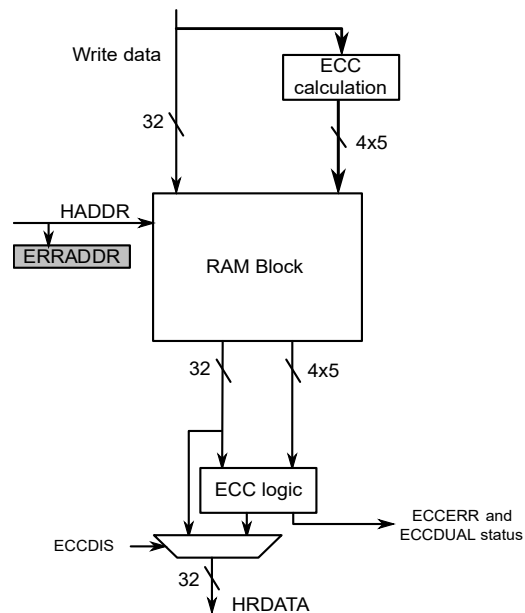 Write data
ECC
calculation
32
4x5
HADDR
ERRADDR
RAM Block
32
4x5
ECC logic
ECCERR and
ECCDUAL status
ECCDIS
32
HRDATA